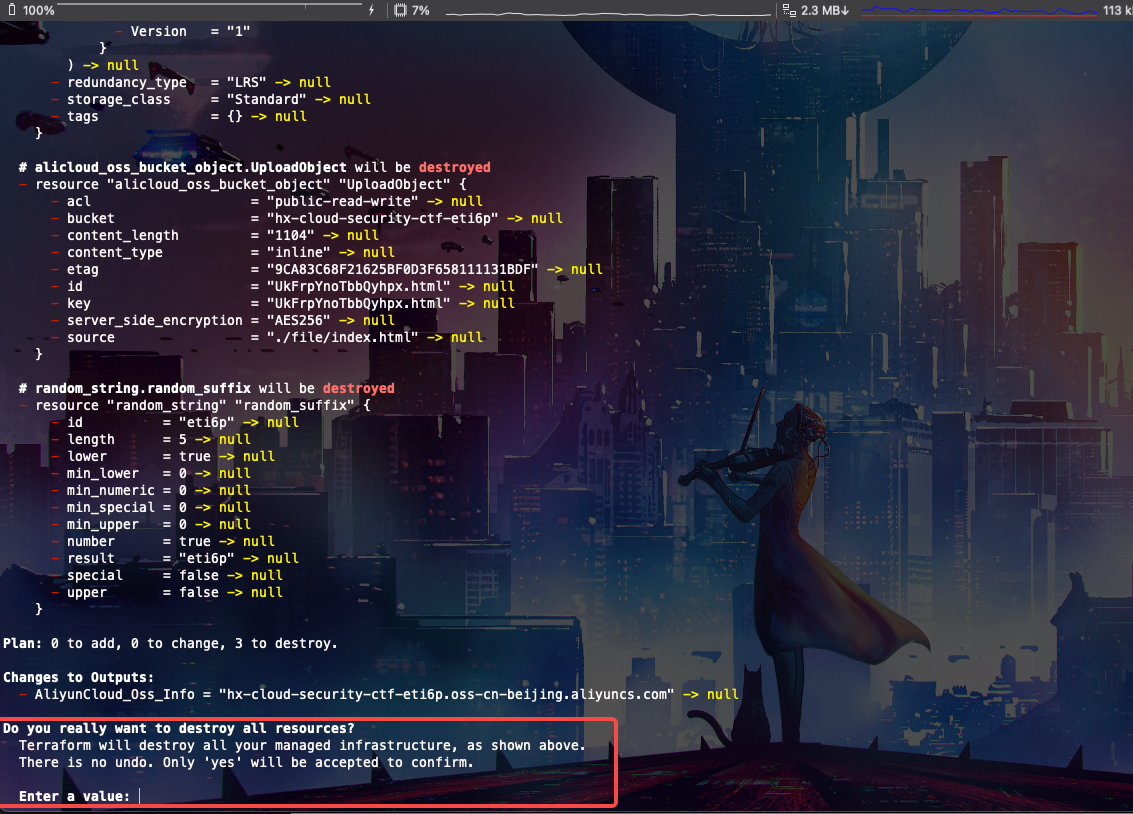 100% 7% 2.3 MB↓ 113 k
- Version = "1"
}
) -> null
- redundancy_type = "LRS" -> null
- storage_class = "Standard" -> null
- tags = {} -> null
}
# alicloud_oss_bucket_object.UploadObject will be destroyed
- resource "alicloud_oss_bucket_object" "UploadObject" {
- acl = "public-read-write" -> null
- bucket = "hx-cloud-security-ctf-eti6p" -> null
- content_length = "1104" -> null
- content_type = "inline" -> null
- etag = "9CA83C68F21625BF0D3F658111131BDF" -> null
- id = "UkFrpYnoTbbQyhpx.html" -> null
- key = "UkFrpYnoTbbQyhpx.html" -> null
- server_side_encryption = "AES256" -> null
- source = "./file/index.html" -> null
}
# random_string.random_suffix will be destroyed
- resource "random_string" "random_suffix" {
- id = "eti6p" -> null
- length = 5 -> null
- lower = true -> null
- min_lower = 0 -> null
- min_numeric = 0 -> null
- min_special = 0 -> null
- min_upper = 0 -> null
- number = true -> null
- result = "eti6p" -> null
- special = false -> null
- upper = false -> null
}
Plan: 0 to add, 0 to change, 3 to destroy.
Changes to Outputs:
- AliyunCloud_Oss_Info = "hx-cloud-security-ctf-eti6p.oss-cn-beijing.aliyuncs.com" -> null
Do you really want to destroy all resources?
Terraform will destroy all your managed infrastructure, as shown above.
There is no undo. Only 'yes' will be accepted to confirm.
Enter a value: